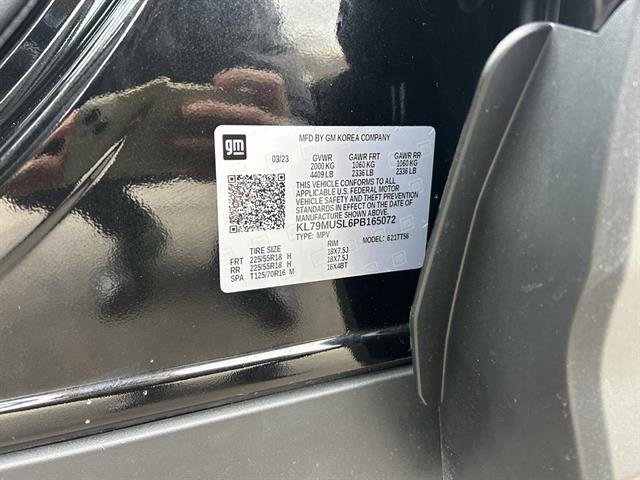 gm
MFD BY GM KOREA COMPANY
03/23 GVWR GAWR FRT GAWR RR
2000 KG 1060 KG 1060 KG
4409 LB 2336 LB 2336 LB
THIS VEHICLE CONFORMS TO ALL
APPLICABLE U.S. FEDERAL MOTOR
VEHICLE SAFETY AND THEFT PREVENTION
STANDARDS IN EFFECT ON THE DATE OF
MANUFACTURE SHOWN ABOVE.
KL79MUSL6PB165072
TYPE: MPV MODEL: 621TT56
TIRE SIZE RIM
FRT 225/55R18 H 18X7.5J
RR 225/55R18 H 18X7.5J
SPA T125/70R16 M 16X4BT